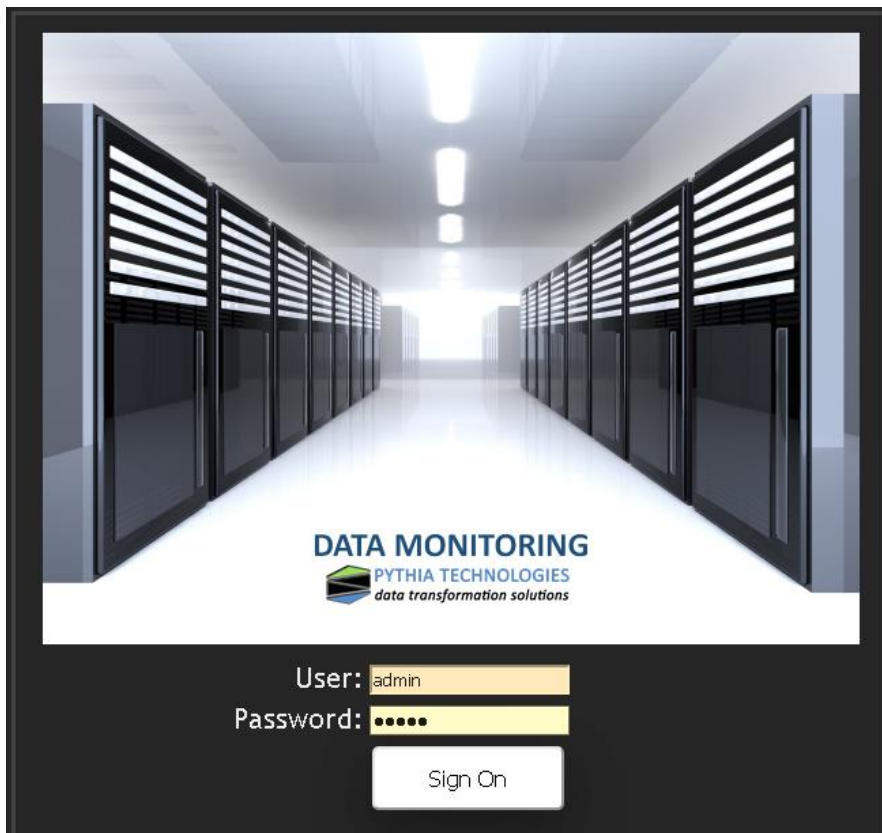 DATA MONITORING
PYTHIA TECHNOLOGIES
data transformation solutions
User: admin
Password: •••••
Sign On